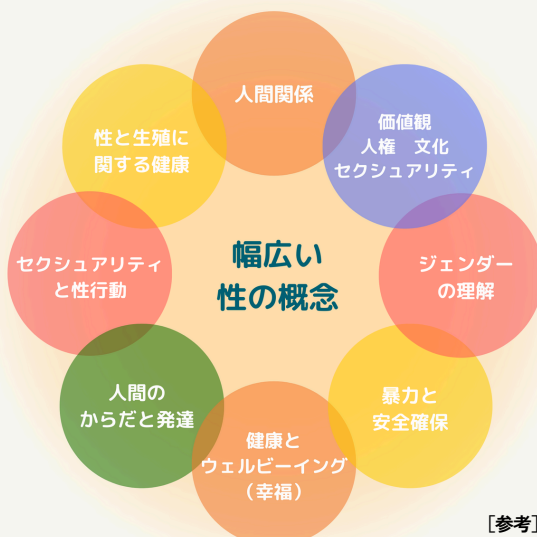 人間関係
価値観
人権　文化
セクシュアリティ
ジェンダー
の理解
暴力と
安全確保
健康と
ウェルビーイング
（幸福）
人間の
からだと発達
セクシュアリティ
と性行動
性と生殖に
関する健康
幅広い
性の概念
［参考］